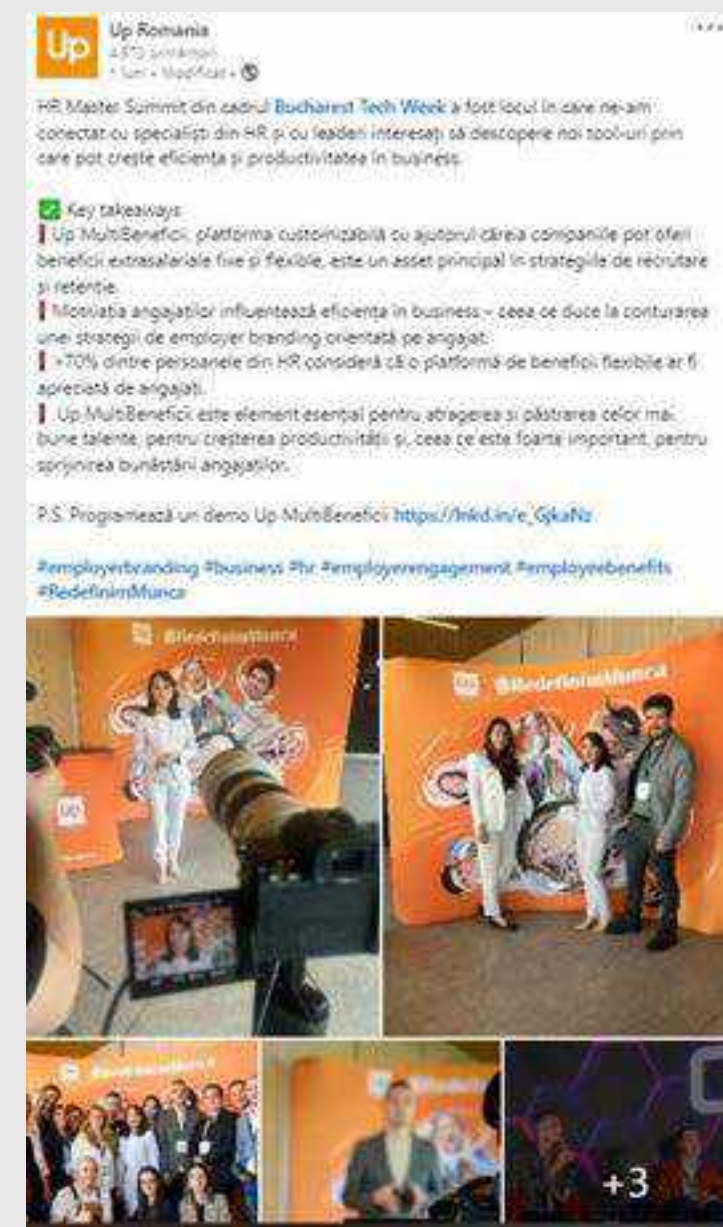 Up
Up Romania
urmăritori
luni • Modificat •
HR Master Summit din cadrul Bucharest Tech Week a fost locul în care ne-am
conectat cu specialiști din HR și cu leaderi interesați să descopere noi tool-uri prin
care pot crește eficiența și productivitatea în business.
Key takeaways
Up MultiBeneficii, platforma customizabilă cu ajutorul căreia companiile pot oferi
beneficii extrasalariale fixe și flexibile, este un asset principal în strategiile de recrutare
și retenție.
Motivația angajaților influențează eficiența în business – ceea ce duce la conturarea
unei strategii de employer branding orientată pe angajat.
+70% dintre persoanele din HR consideră că o platformă de beneficii flexibile ar fi
apreciată de angajați.
Up MultiBeneficii este element esențial pentru atragerea și păstrarea celor mai
bune talente, pentru creșterea productivității și, ceea ce este foarte important, pentru
sprijinirea bunăstării angajaților.
P.S. Programează un demo Up MultiBeneficii https://lnkd.in/e_GjkaNz
#employerbranding #business #hr #employerengagement #employeebenefits
#RedefinimMunca
#RedefinimMunca
Up #RedefinimMunca
Up
#RedefinimMunca
+3